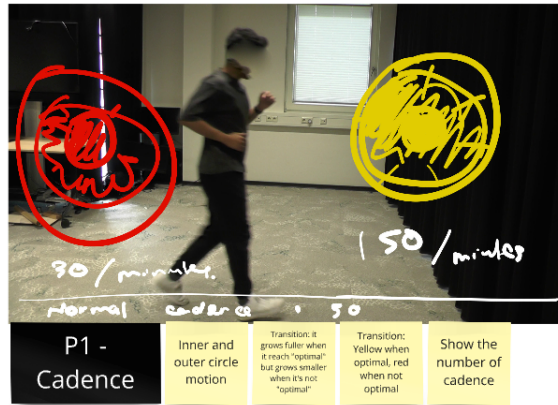 30/minutes.
150/minutes
Normal cadence : 50
P1 -
Cadence
Inner and
outer circle
motion
Transition: it
grows fuller when
it reach "optimal"
but grows smaller
when it's not
"optimal"
Transition:
Yellow when
optimal, red
when not
optimal
Show the
number of
cadence